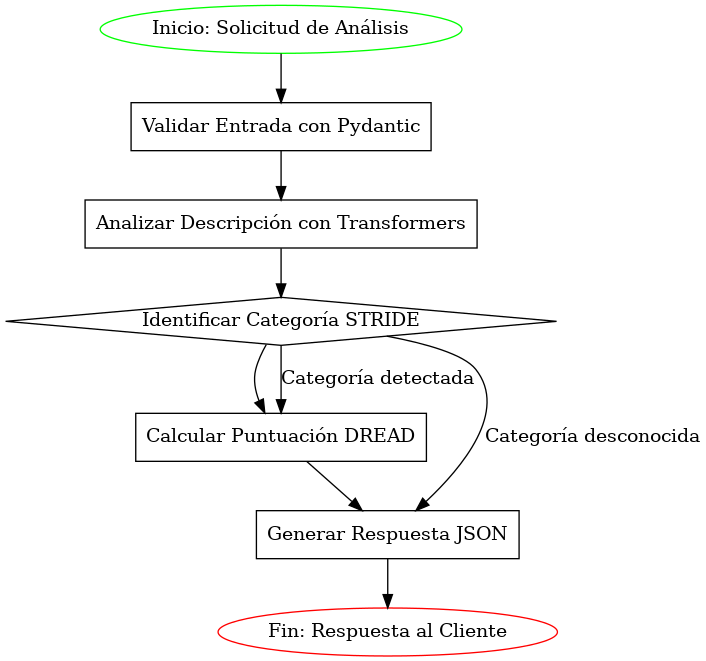 Inicio: Solicitud de Análisis
Validar Entrada con Pydantic
Analizar Descripción con Transformers
Identificar Categoría STRIDE
Categoría detectada
Calcular Puntuación DREAD
Categoría desconocida
Generar Respuesta JSON
Fin: Respuesta al Cliente